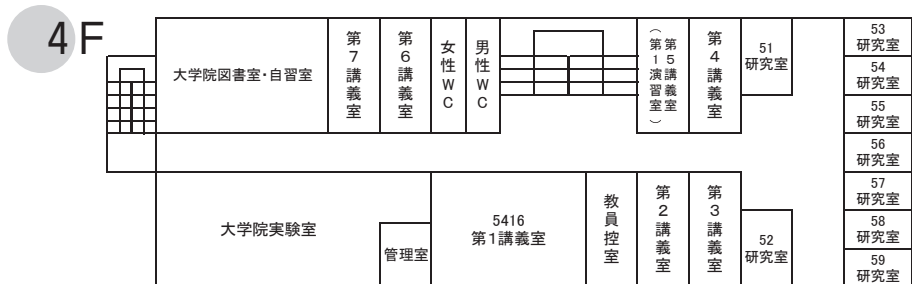 4F
大学院図書室・自習室
第7講義室
第6講義室
女性WC
男性WC
第5講義室
（第1演習室）
第4講義室
51
研究室
53
研究室
54
研究室
55
研究室
56
研究室
57
研究室
58
研究室
59
研究室
大学院実験室
管理室
5416
第1講義室
教員控室
第2講義室
第3講義室
52
研究室